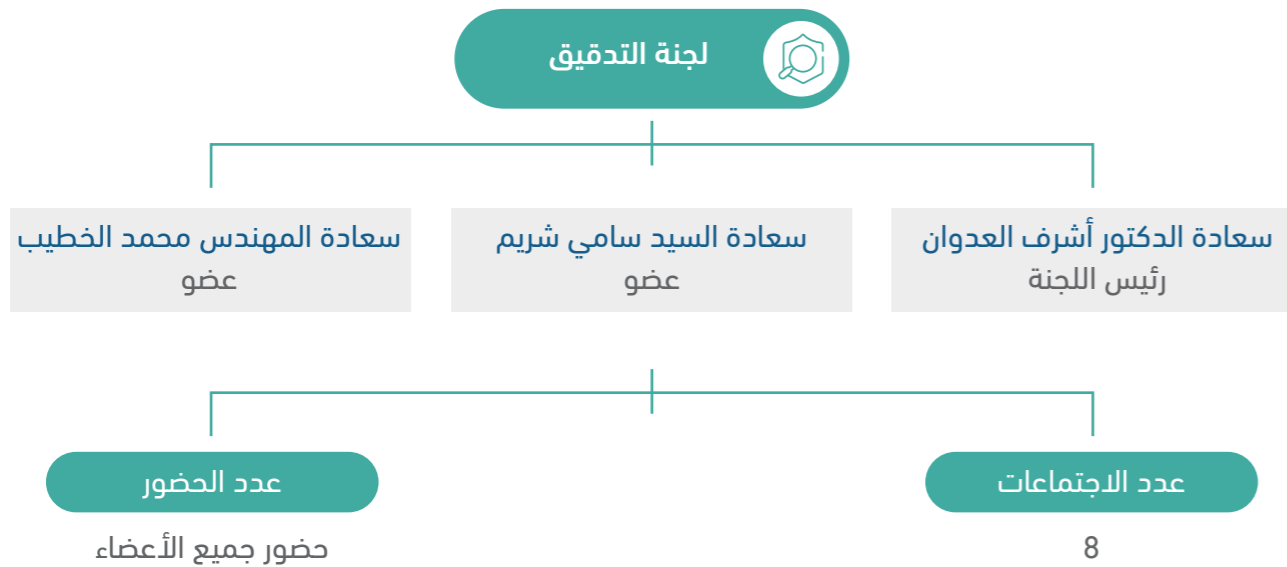 لجنة التدقيق
سعادة الدكتور أشرف العدوان
رئيس اللجنة
سعادة السيد سامي شريم
عضو
سعادة المهندس محمد الخطيب
عضو
عدد الاجتماعات
8
عدد الحضور
حضور جميع الأعضاء